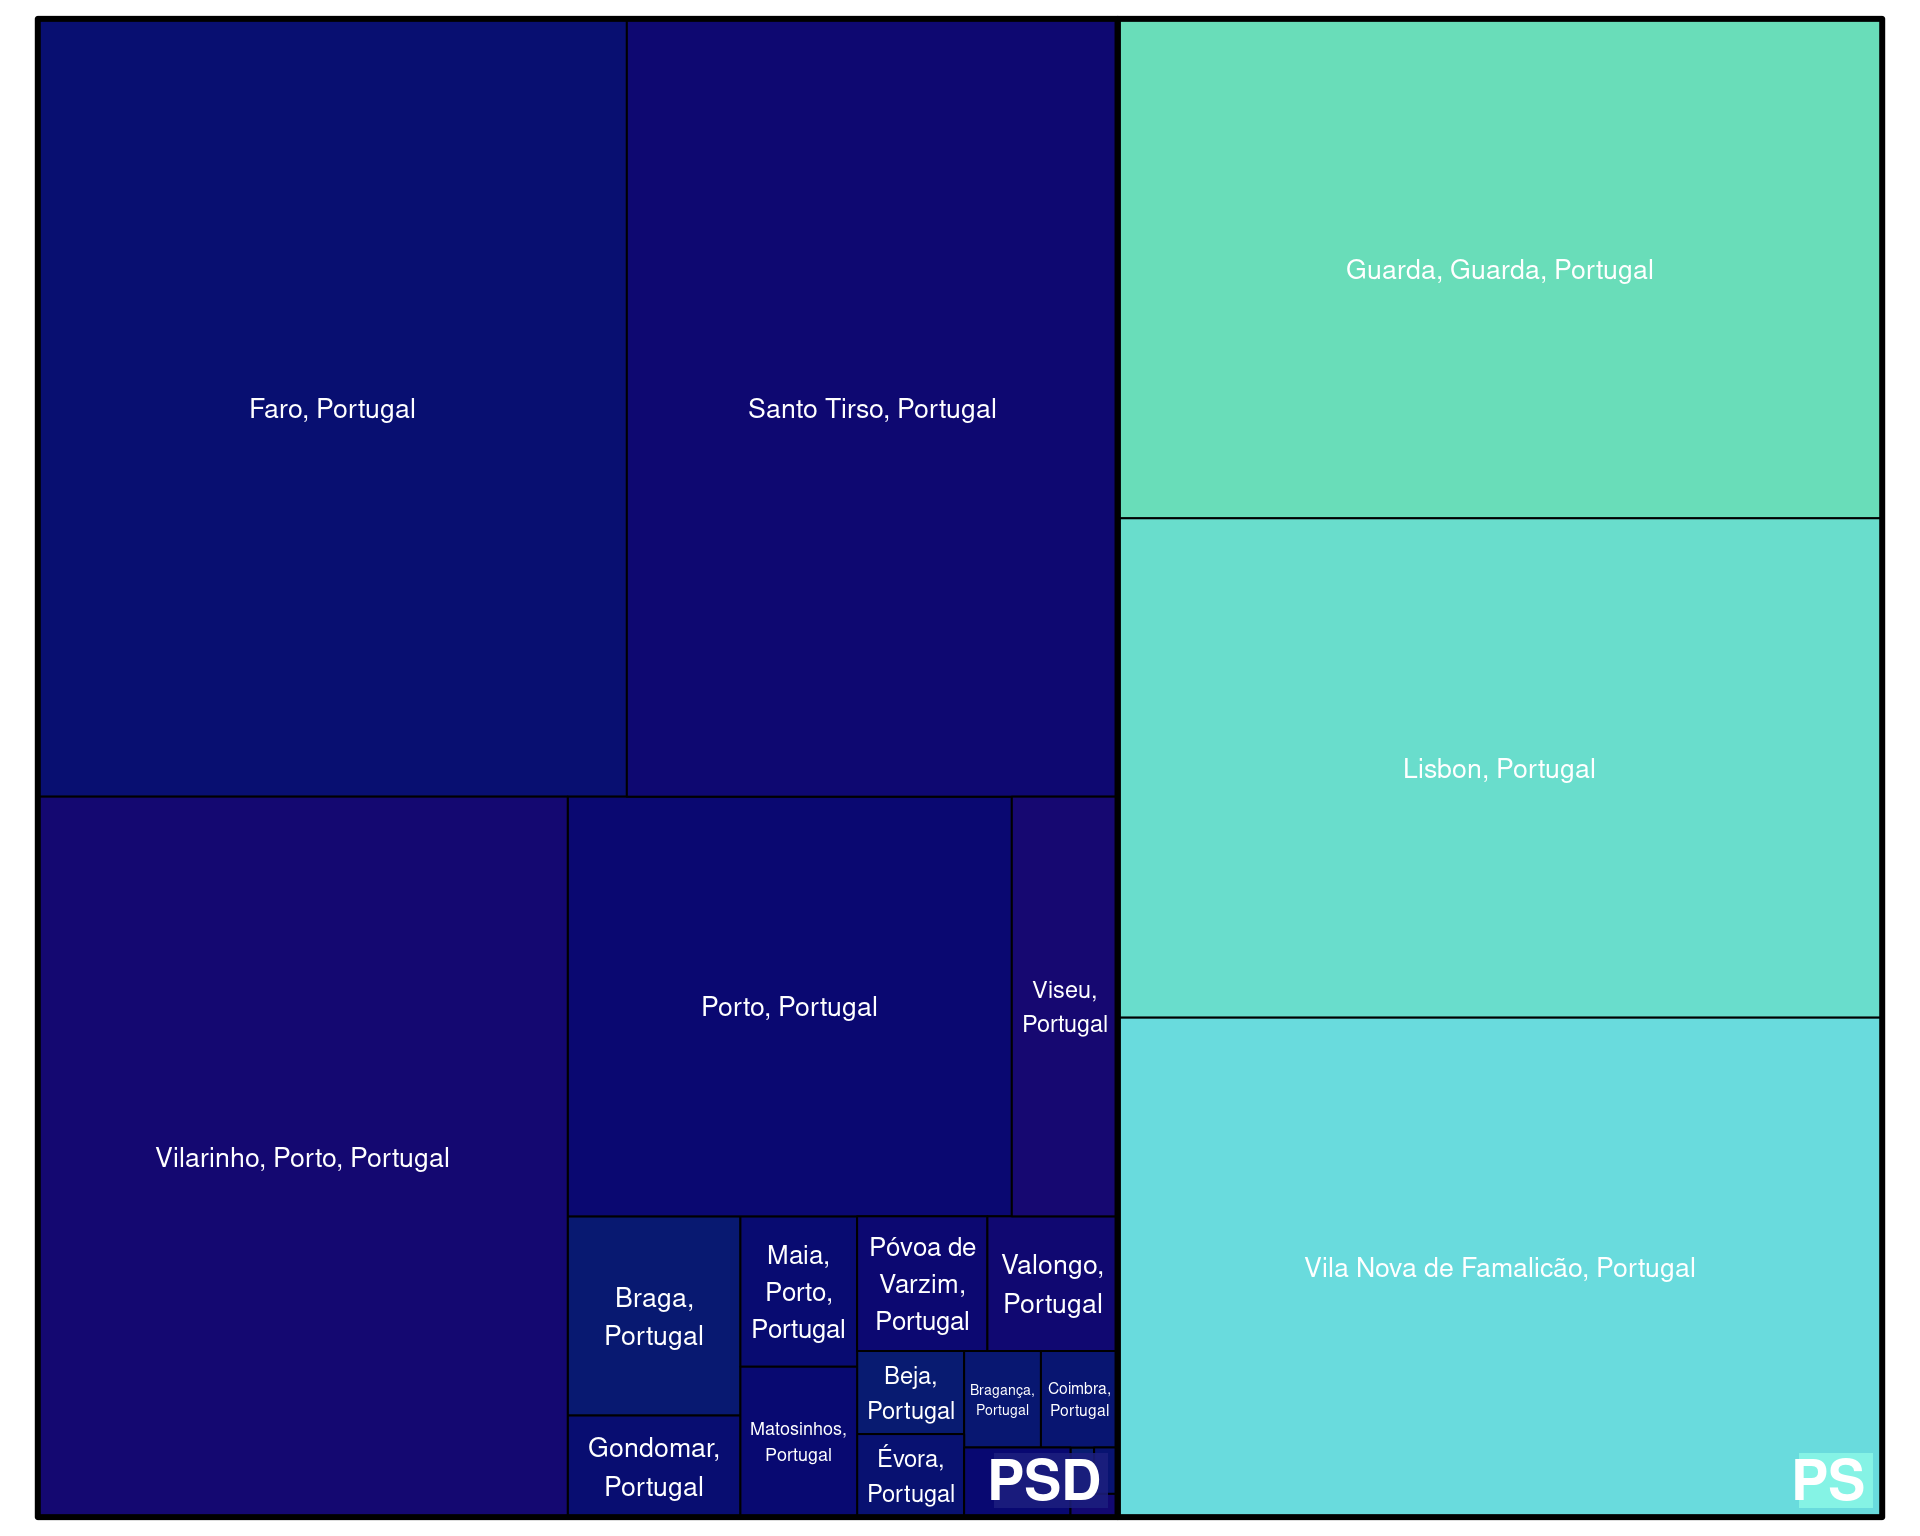 Faro, Portugal
Santo Tirso, Portugal
Guarda, Guarda, Portugal
Lisbon, Portugal
Vilarinho, Porto, Portugal
Porto, Portugal
Viseu,
Portugal
Braga,
Portugal
Maia,
Porto,
Portugal
Póvoa de
Varzim,
Portugal
Valongo,
Portugal
Vila Nova de Famalicão, Portugal
Gondomar,
Portugal
Matosinhos,
Portugal
Beja,
Portugal
Bragança,
Portugal
Coimbra,
Portugal
Évora,
Portugal
PSD
PS